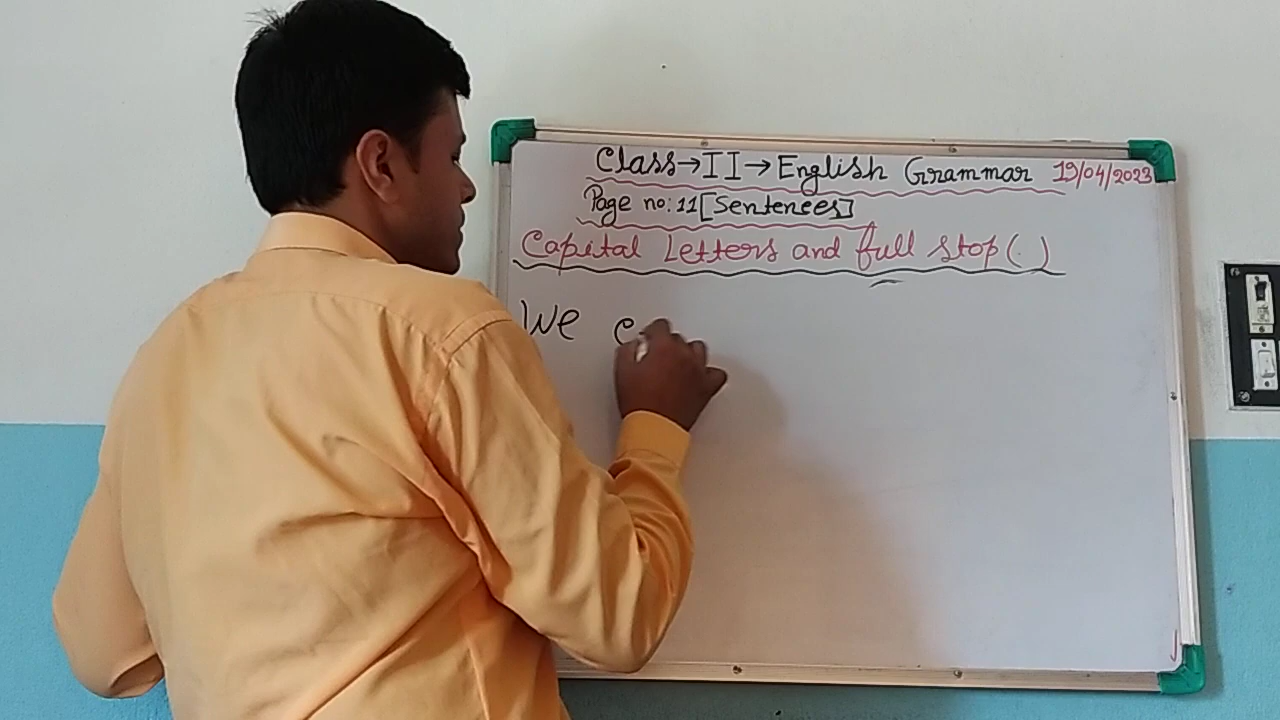 Class→II→English Grammar 19/04/2023
Page no:11[Sentences]
Capital Letters and full stop(.)
We